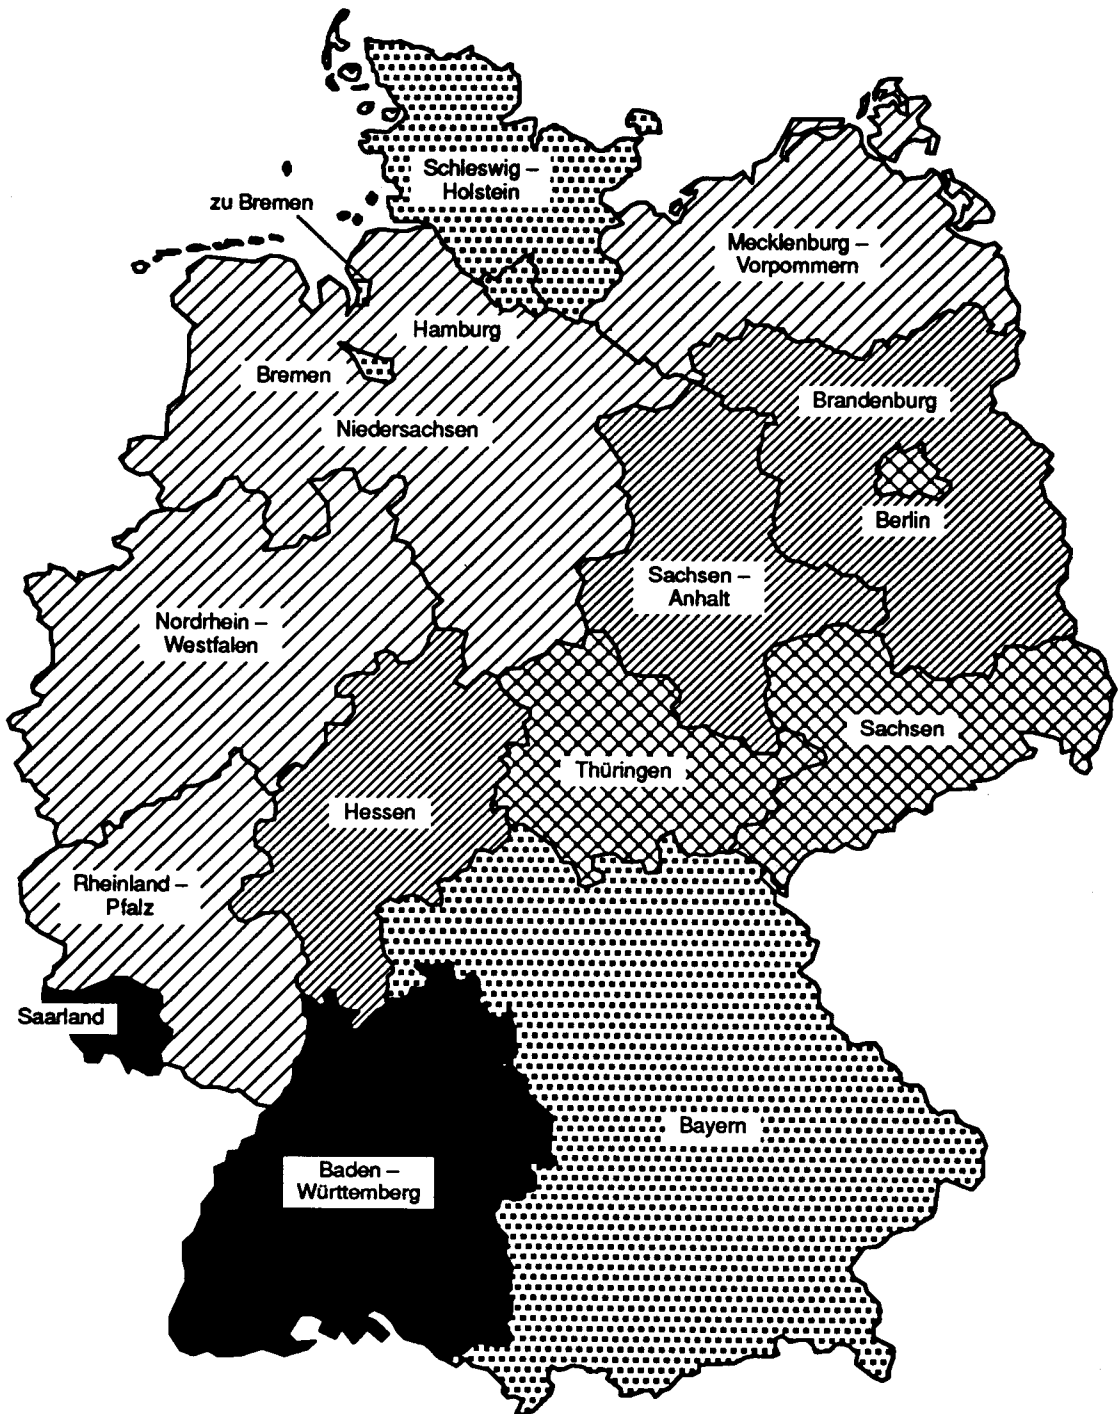 Schleswig –
Holstein
zu Bremen
Mecklenburg –
Vorpommern
Hamburg
Bremen
Brandenburg
Niedersachsen
Berlin
Sachsen –
Anhalt
Nordrhein –
Westfalen
Sachsen
Thüringen
Hessen
Rheinland –
Pfalz
Saarland
Bayern
Baden –
Württemberg